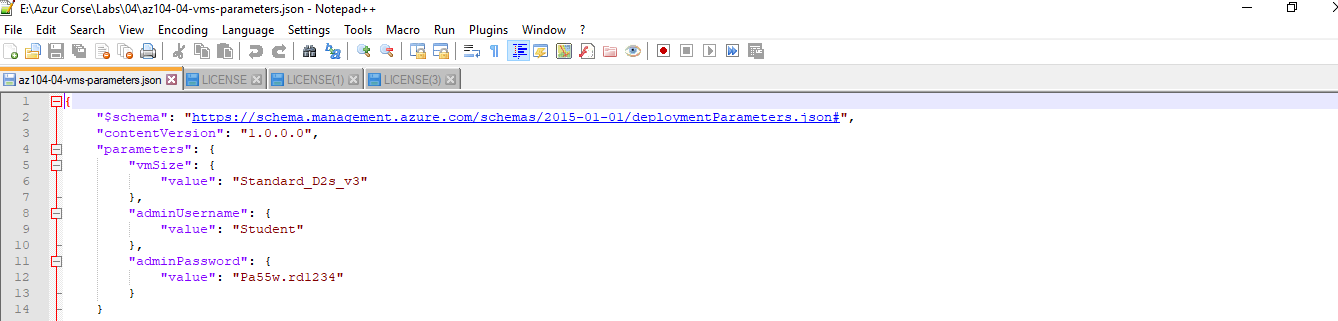 E:\Azur Corse\Labs\04\az104-04-vms-parameters.json - Notepad++
File Edit Search View Encoding Language Settings Tools Macro Run Plugins Window ?
az104-04-vms-parameters.json LICENSE LICENSE(1) LICENSE(3)
1 {
2 "$schema": "https://schema.management.azure.com/schemas/2015-01-01/deploymentParameters.json#",
3 "contentVersion": "1.0.0.0",
4 "parameters": {
5 "vmSize": {
6 "value": "Standard_D2s_v3"
7 },
8 "adminUsername": {
9 "value": "Student"
10 },
11 "adminPassword": {
12 "value": "Pa55w.rd1234"
13 }
14 }